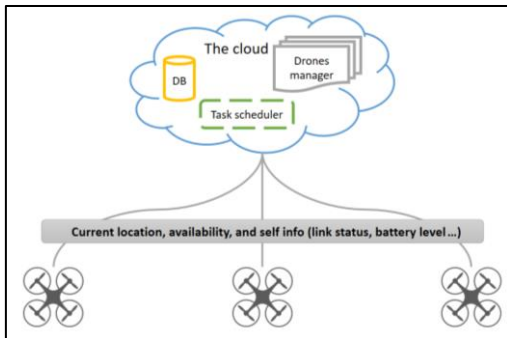 The cloud
Drones
manager
DB
Task scheduler
Current location, availability, and self info (link status, battery level ...)